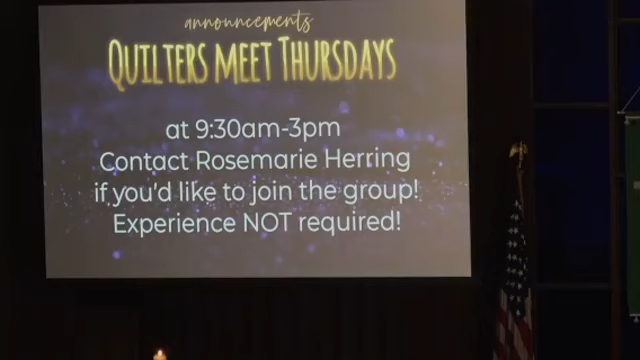 announcements
QUILTERS MEET THURSDAYS
at 9:30am-3pm
Contact Rosemarie Herring
if you'd like to join the group!
Experience NOT required!